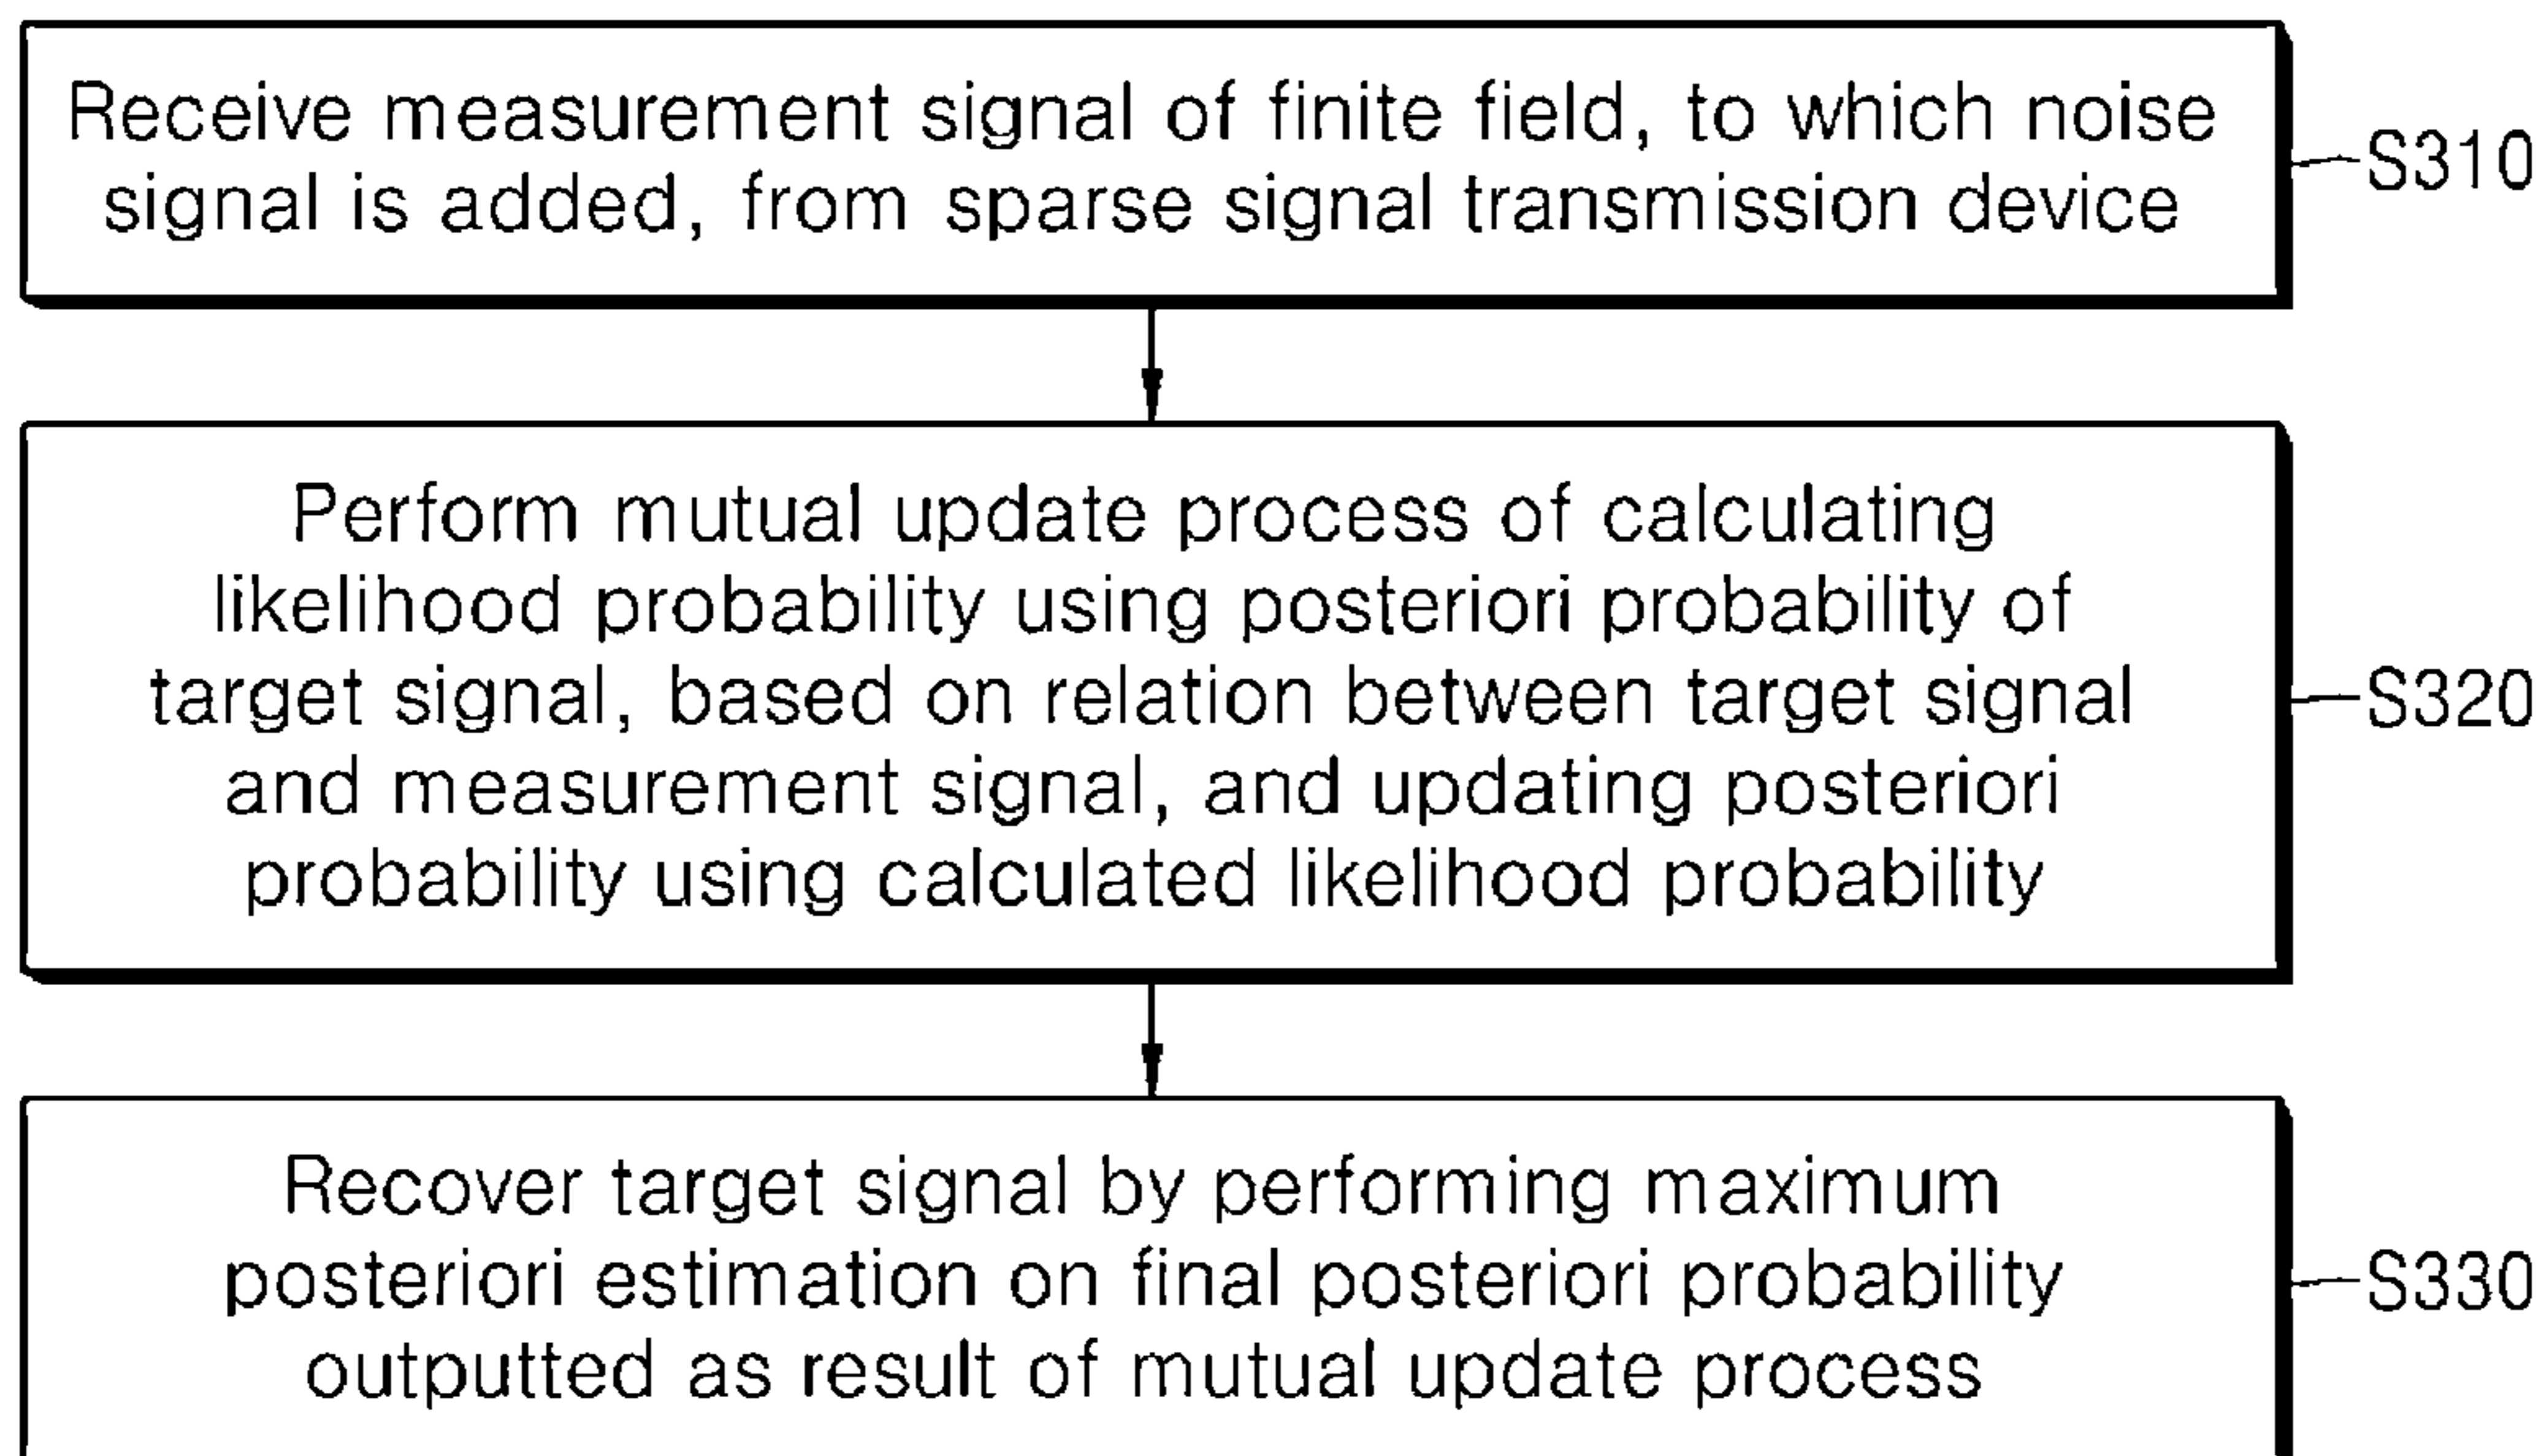 Receive measurement signal of finite field, to which noise
signal is added, from sparse signal transmission device
S310
Perform mutual update process of calculating
likelihood probability using posteriori probability of
target signal, based on relation between target signal
and measurement signal, and updating posteriori
probability using calculated likelihood probability
S320
Recover target signal by performing maximum
posteriori estimation on final posteriori probability
outputted as result of mutual update process
S330